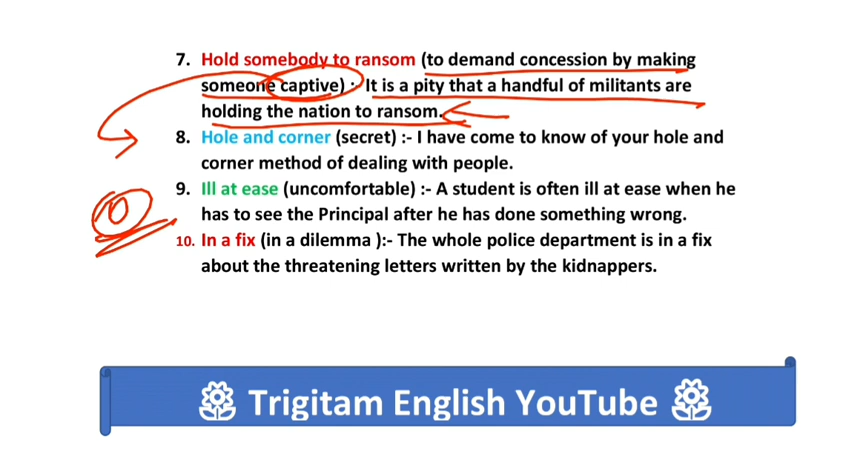 7. Hold somebody to ransom (to demand concession by making
someone captive) :- It is a pity that a handful of militants are
holding the nation to ransom.
8. Hole and corner (secret) :- I have come to know of your hole and
corner method of dealing with people.
9. Ill at ease (uncomfortable) :- A student is often ill at ease when he
has to see the Principal after he has done something wrong.
10. In a fix (in a dilemma ):- The whole police department is in a fix
about the threatening letters written by the kidnappers.
Trigitam English YouTube